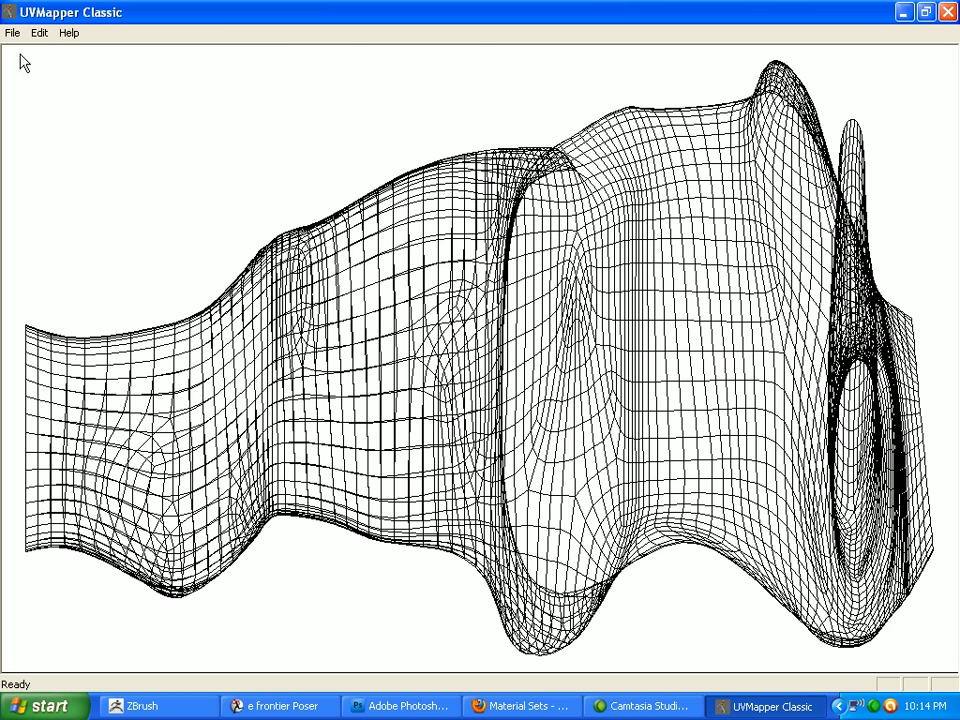 UVMapper Classic
File Edit Help
Ready
start ZBrush e frontier Poser Adobe Photosh... Material Sets - ... Camtasia Studi... UVMapper Classic 10:14 PM